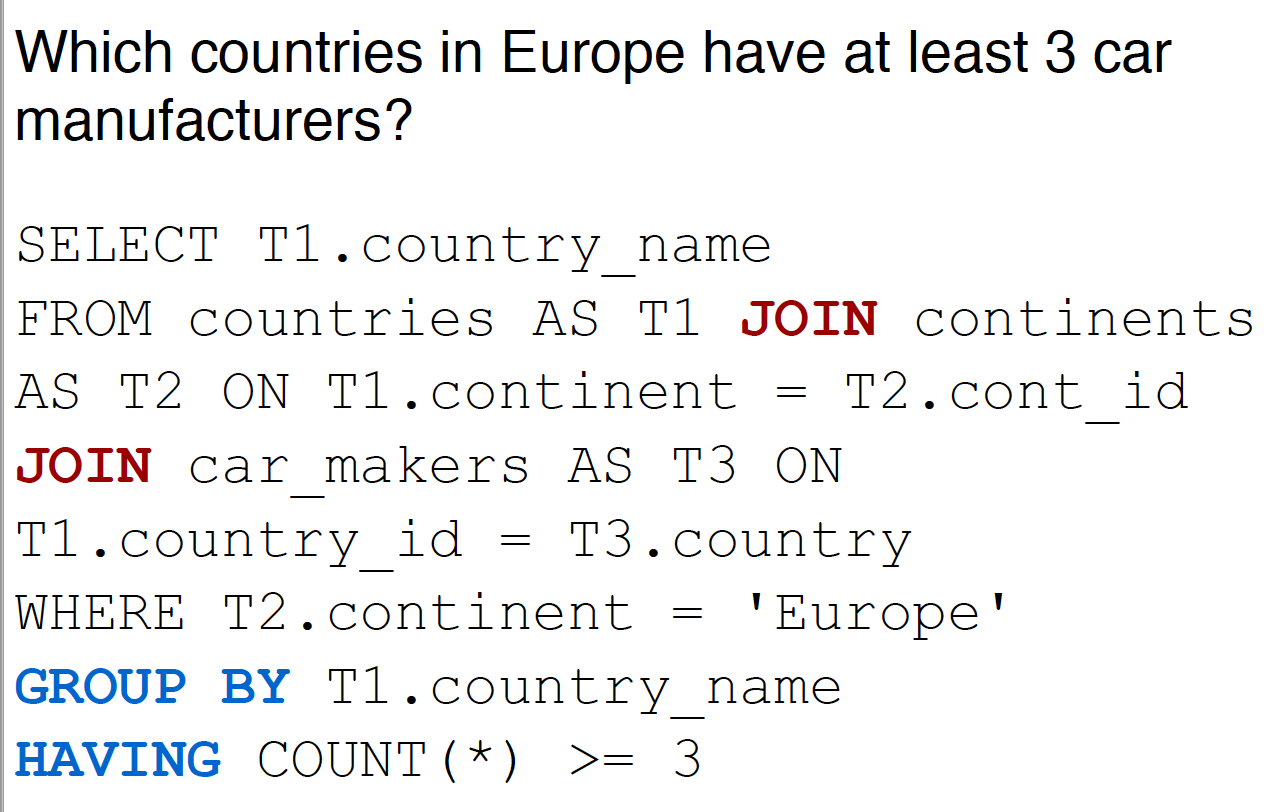 Which countries in Europe have at least 3 car
manufacturers?
SELECT T1.country_name
FROM countries AS T1 JOIN continents
AS T2 ON T1.continent = T2.cont_id
JOIN car_makers AS T3 ON
T1.country_id = T3.country
WHERE T2.continent = 'Europe'
GROUP BY T1.country_name
HAVING COUNT(*) >= 3